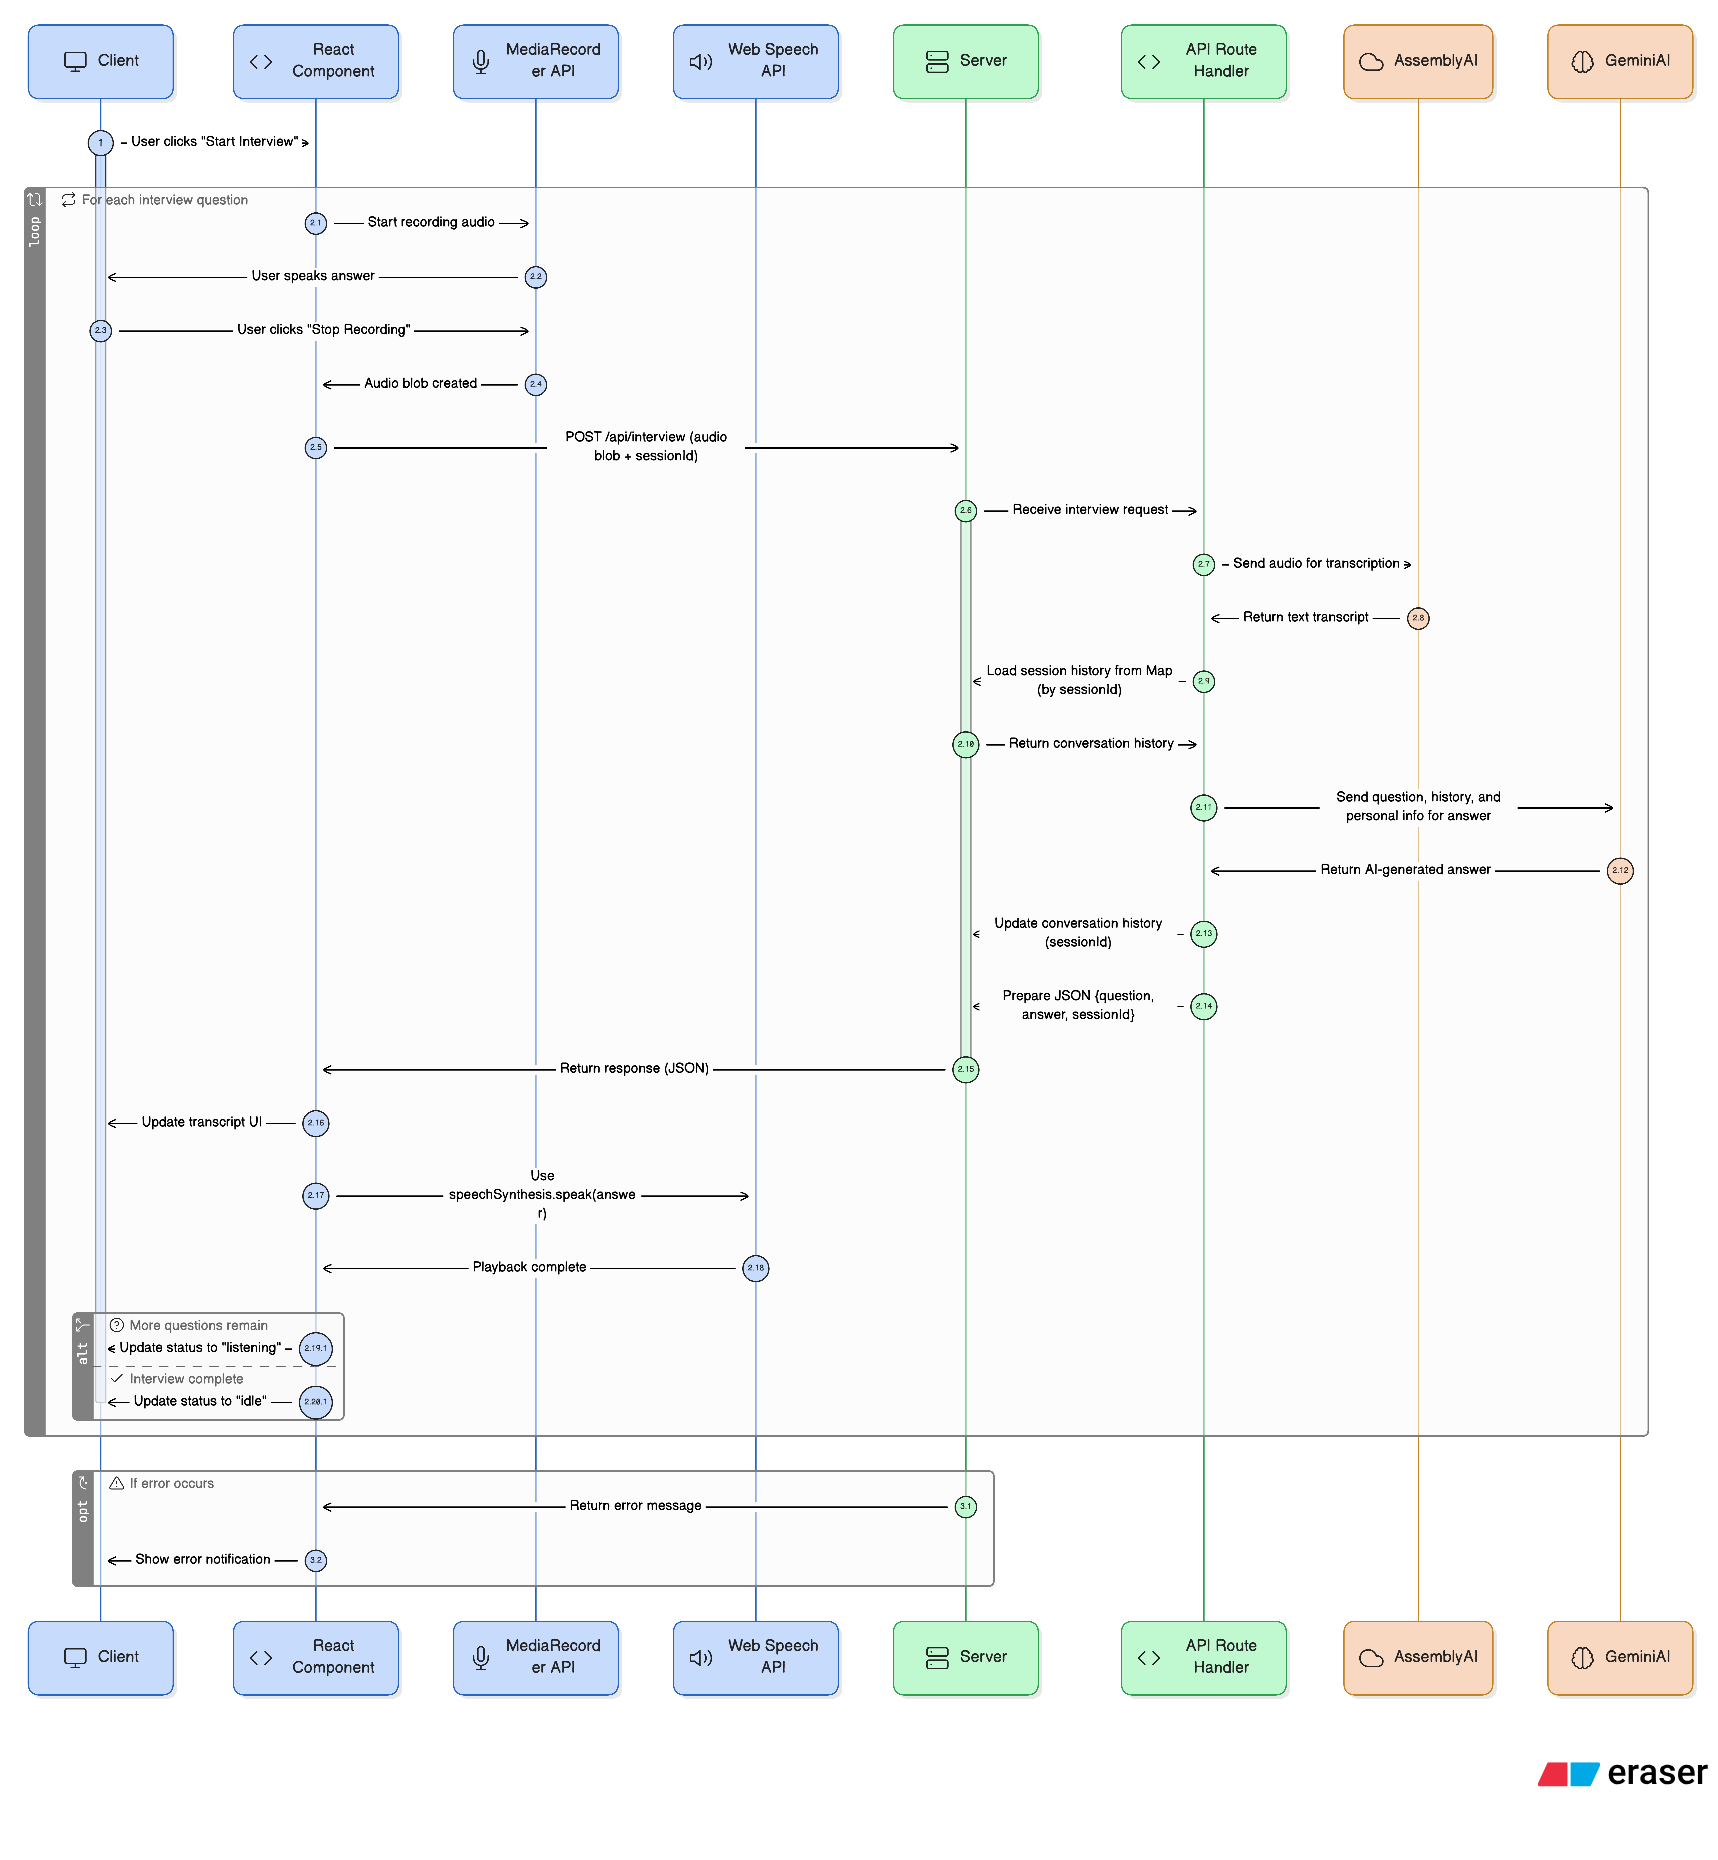 Client
React
Component
MediaRecord
er API
Web Speech
API
Server
API Route
Handler
AssemblyAI
GeminiAI
1
User clicks "Start Interview"
loop
For each interview question
2.1
Start recording audio
User speaks answer
2.2
2.3
User clicks "Stop Recording"
Audio blob created
2.4
2.5
POST /api/interview (audio
blob + sessionId)
2.6
Receive interview request
2.7
Send audio for transcription
Return text transcript
2.8
Load session history from Map
(by sessionId)
2.9
2.10
Return conversation history
2.11
Send question, history, and
personal info for answer
Return AI-generated answer
2.12
Update conversation history
(sessionId)
2.13
Prepare JSON {question,
answer, sessionId}
2.14
Return response (JSON)
2.15
Update transcript UI
2.16
2.17
Use
speechSynthesis.speak(answe
r)
Playback complete
2.18
alt
More questions remain
Update status to "listening"
2.19.1
Interview complete
Update status to "idle"
2.20.1
opt
If error occurs
Return error message
3.1
Show error notification
3.2
Client
React
Component
MediaRecord
er API
Web Speech
API
Server
API Route
Handler
AssemblyAI
GeminiAI
eraser